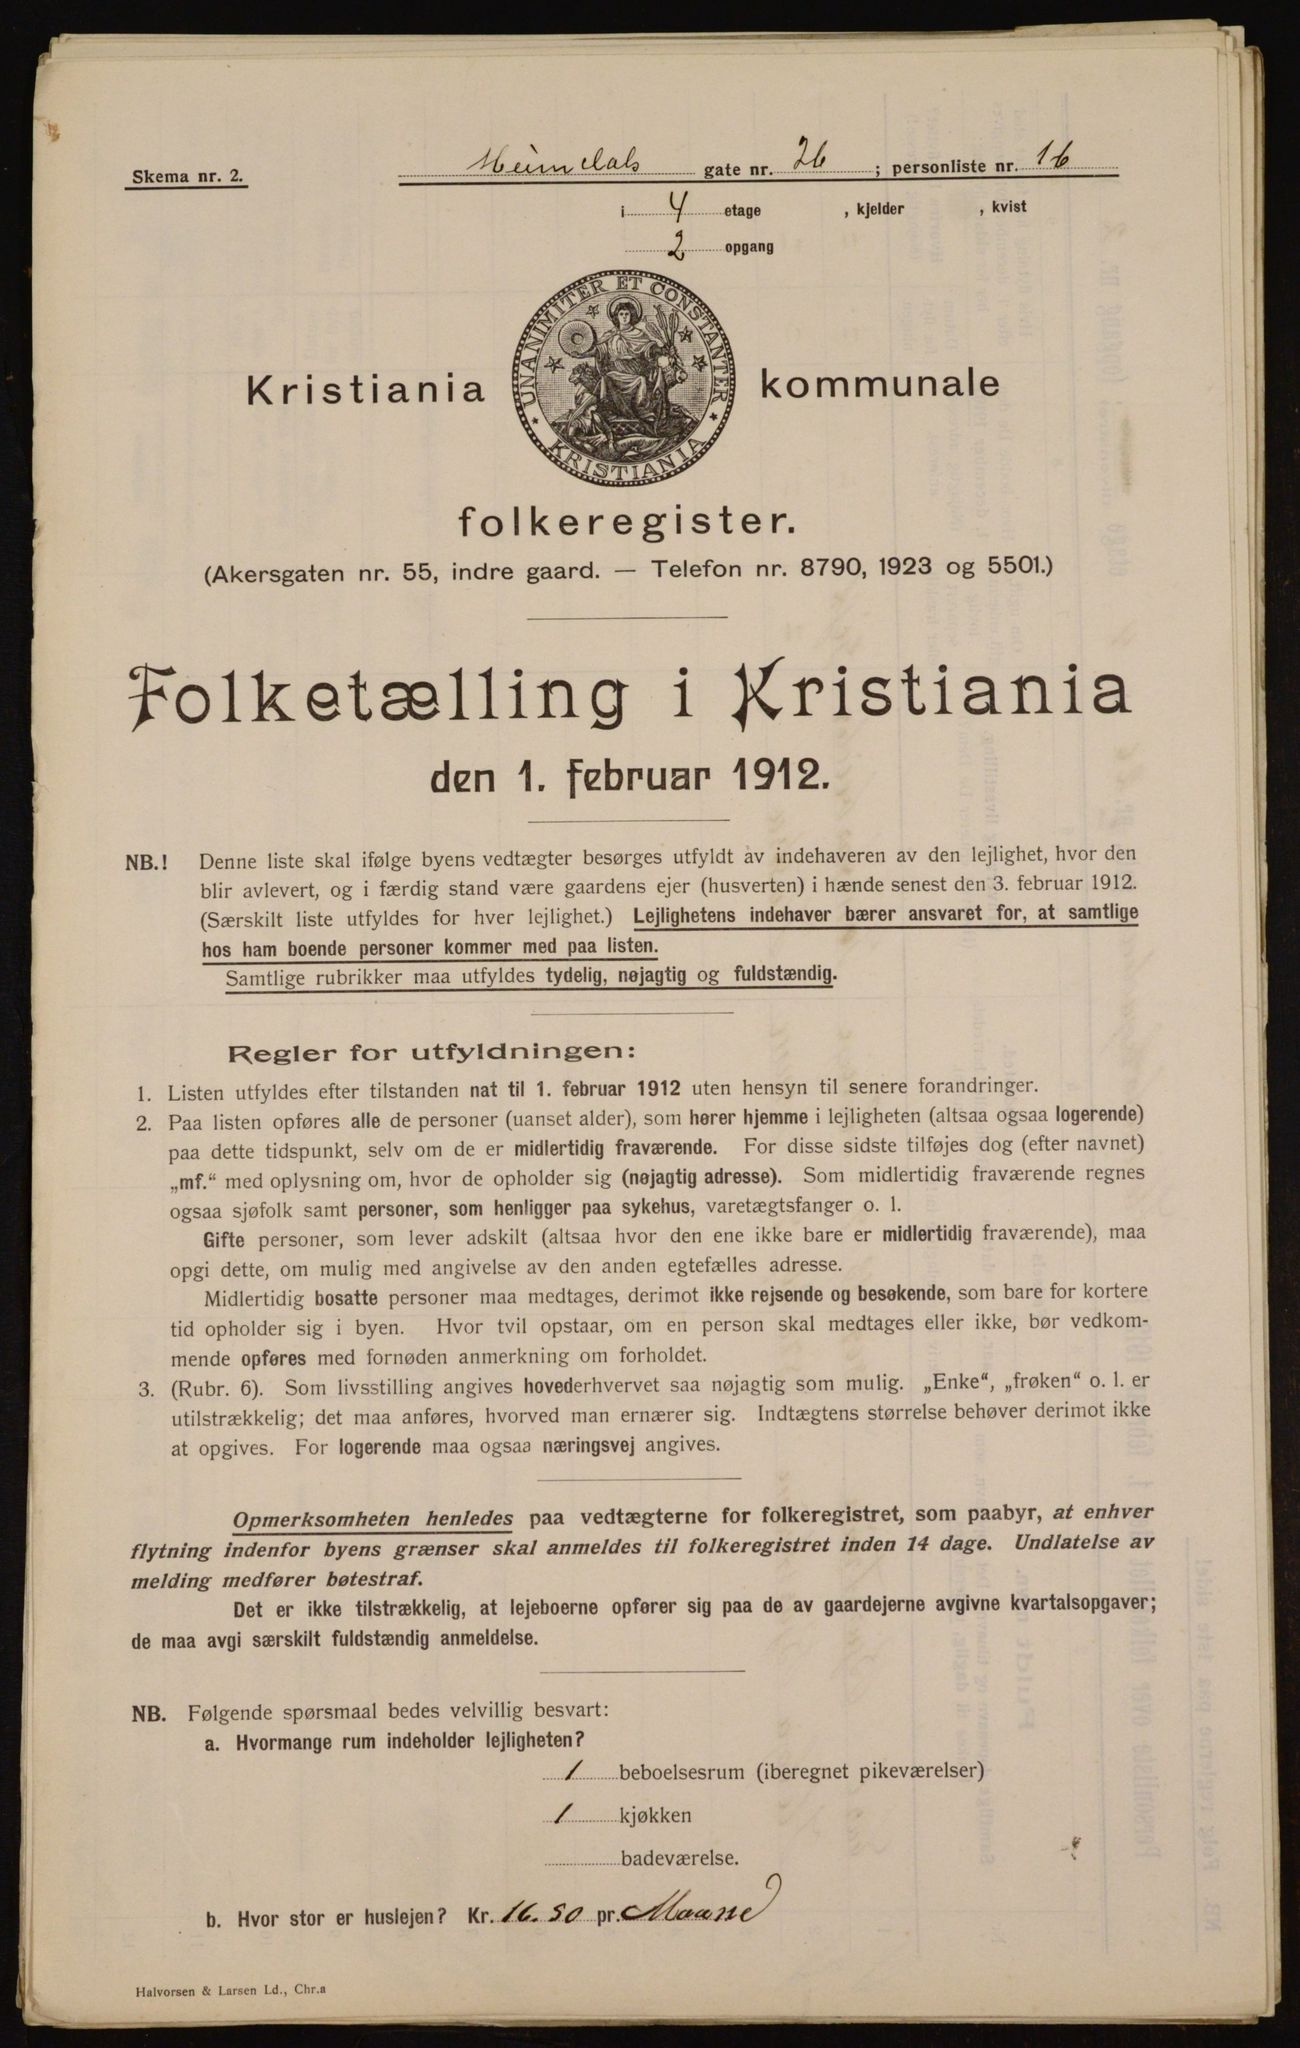 Skema nr. 2.
Heimdals gate nr. 26 ; personliste nr. 16
i 4 etage , kjelder , kvist
2 opgang
UNANIMITER ET CONSTANTER
KRISTIANIA
Kristiania kommunale
folkeregister.
(Akersgaten nr. 55, indre gaard. — Telefon nr. 8790, 1923 og 5501.)
Folketælling i Kristiania
den 1. februar 1912.
NB.! Denne liste skal ifølge byens vedtægter besørges utfyldt av indehaveren av den lejlighet, hvor den
blir avlevert, og i færdig stand være gaardens ejer (husverten) i hænde senest den 3. februar 1912.
(Særskilt liste utfyldes for hver lejlighet.) Lejlighetens indehaver bærer ansvaret for, at samtlige
hos ham boende personer kommer med paa listen.
Samtlige rubrikker maa utfyldes tydelig, nøjagtig og fuldstændig.
Regler for utfyldningen:
1. Listen utfyldes efter tilstanden nat til 1. februar 1912 uten hensyn til senere forandringer.
2. Paa listen opføres alle de personer (uanset alder), som hører hjemme i lejligheten (altsaa ogsaa logerende)
paa dette tidspunkt, selv om de er midlertidig fraværende. For disse sidste tilføjes dog (efter navnet)
„mf.“ med oplysning om, hvor de opholder sig (nøjagtig adresse). Som midlertidig fraværende regnes
ogsaa sjøfolk samt personer, som henligger paa sykehus, varetægtsfanger o. l.
Gifte personer, som lever adskilt (altsaa hvor den ene ikke bare er midlertidig fraværende), maa
opgi dette, om mulig med angivelse av den anden egtefælles adresse.
Midlertidig bosatte personer maa medtages, derimot ikke rejsende og besøkende, som bare for kortere
tid opholder sig i byen. Hvor tvil opstaar, om en person skal medtages eller ikke, bør vedkom-
mende opføres med fornøden anmerkning om forholdet.
3. (Rubr. 6). Som livsstilling angives hovederhvervet saa nøjagtig som mulig. „Enke“, „frøken“ o. l. er
utilstrækkelig; det maa anføres, hvorved man ernærer sig. Indtægtens størrelse behøver derimot ikke
at opgives. For logerende maa ogsaa næringsvej angives.
Opmerksomheten henledes paa vedtægterne for folkeregistret, som paabyr, at enhver
flytning indenfor byens grænser skal anmeldes til folkeregistret inden 14 dage. Undlatelse av
melding medfører bøtestraf.
Det er ikke tilstrækkelig, at lejeboerne opfører sig paa de av gaardejerne avgivne kvartalsopgaver;
de maa avgi særskilt fuldstændig anmeldelse.
NB. Følgende spørsmaal bedes velvillig besvart:
a. Hvormange rum indeholder lejligheten?
1 beboelsesrum (iberegnet pikeværelser)
1 kjøkken
badeværelse.
b. Hvor stor er huslejen? Kr. 16.50 pr. Maaned
Halvorsen & Larsen Ld., Chr.a